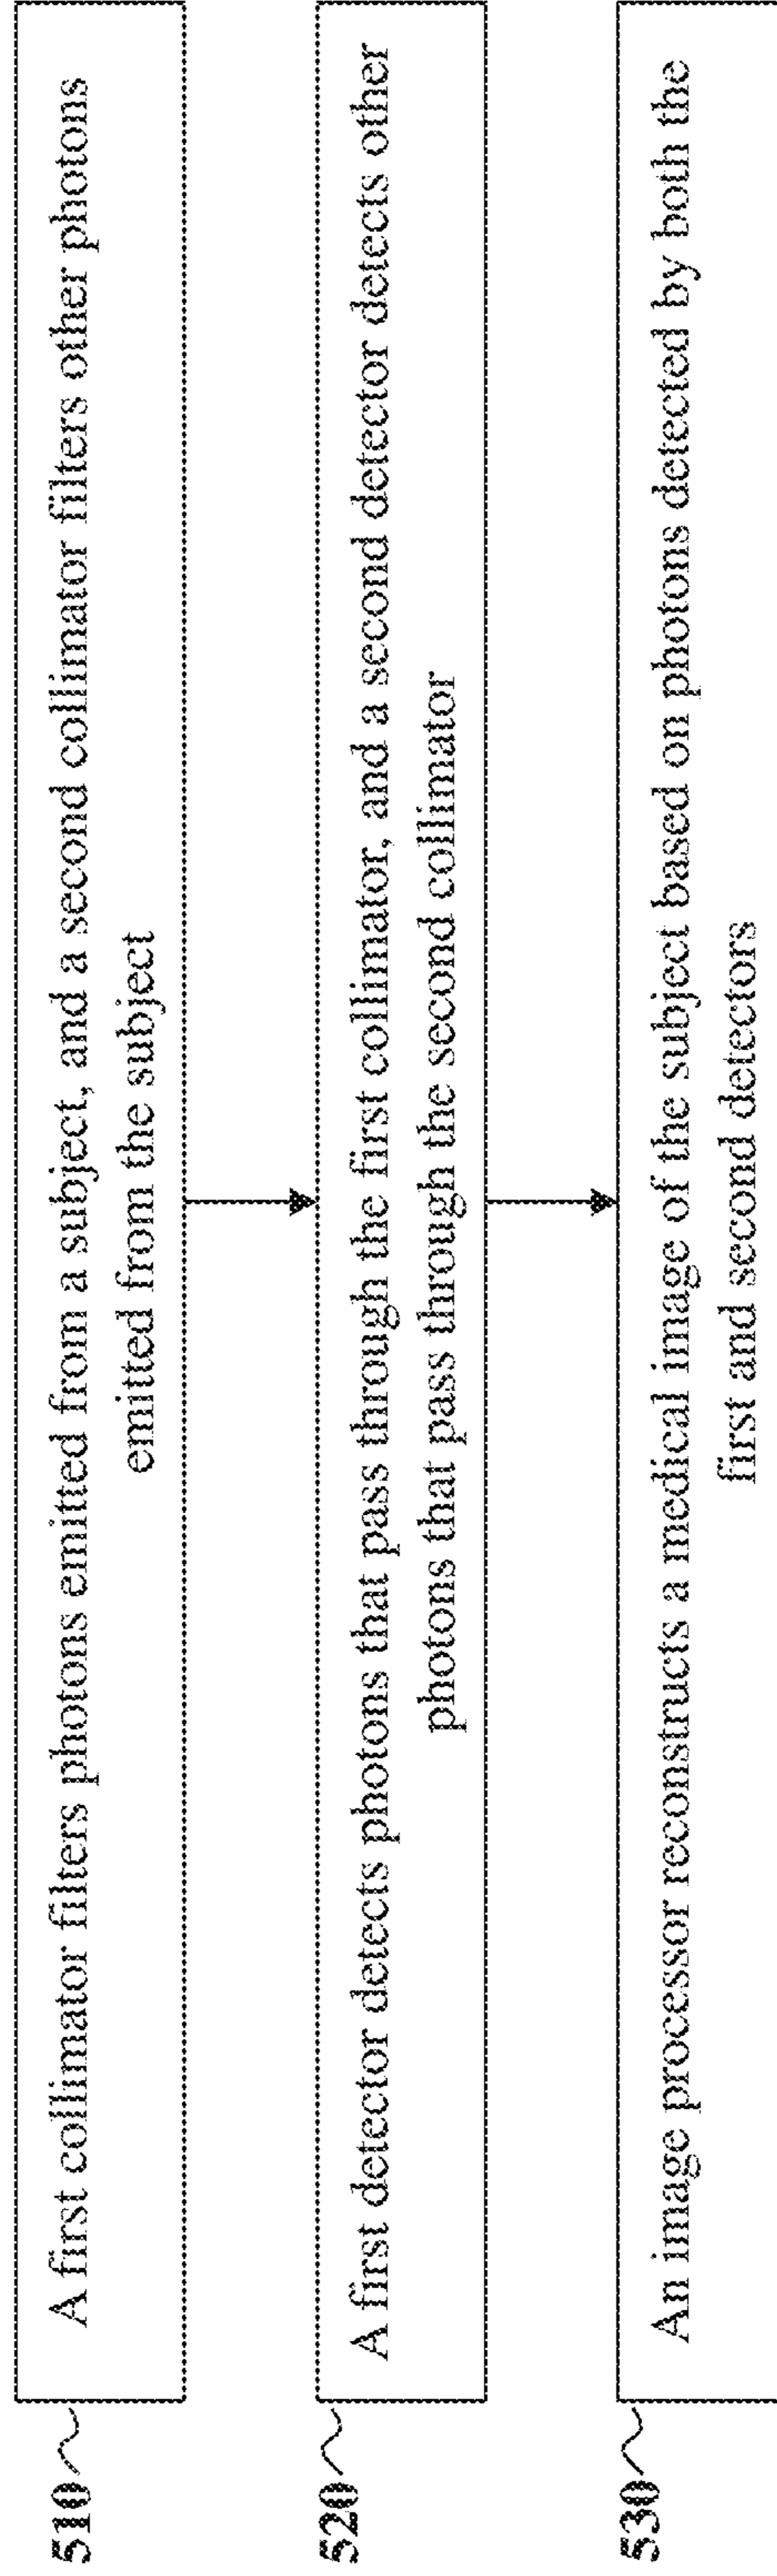 510
A first collimator filters photons emitted from a subject, and a second collimator filters other photons
emitted from the subject
520
A first detector detects photons that pass through the first collimator, and a second detector detects other
photons that pass through the second collimator
530
An image processor reconstructs a medical image of the subject based on photons detected by both the
first and second detectors